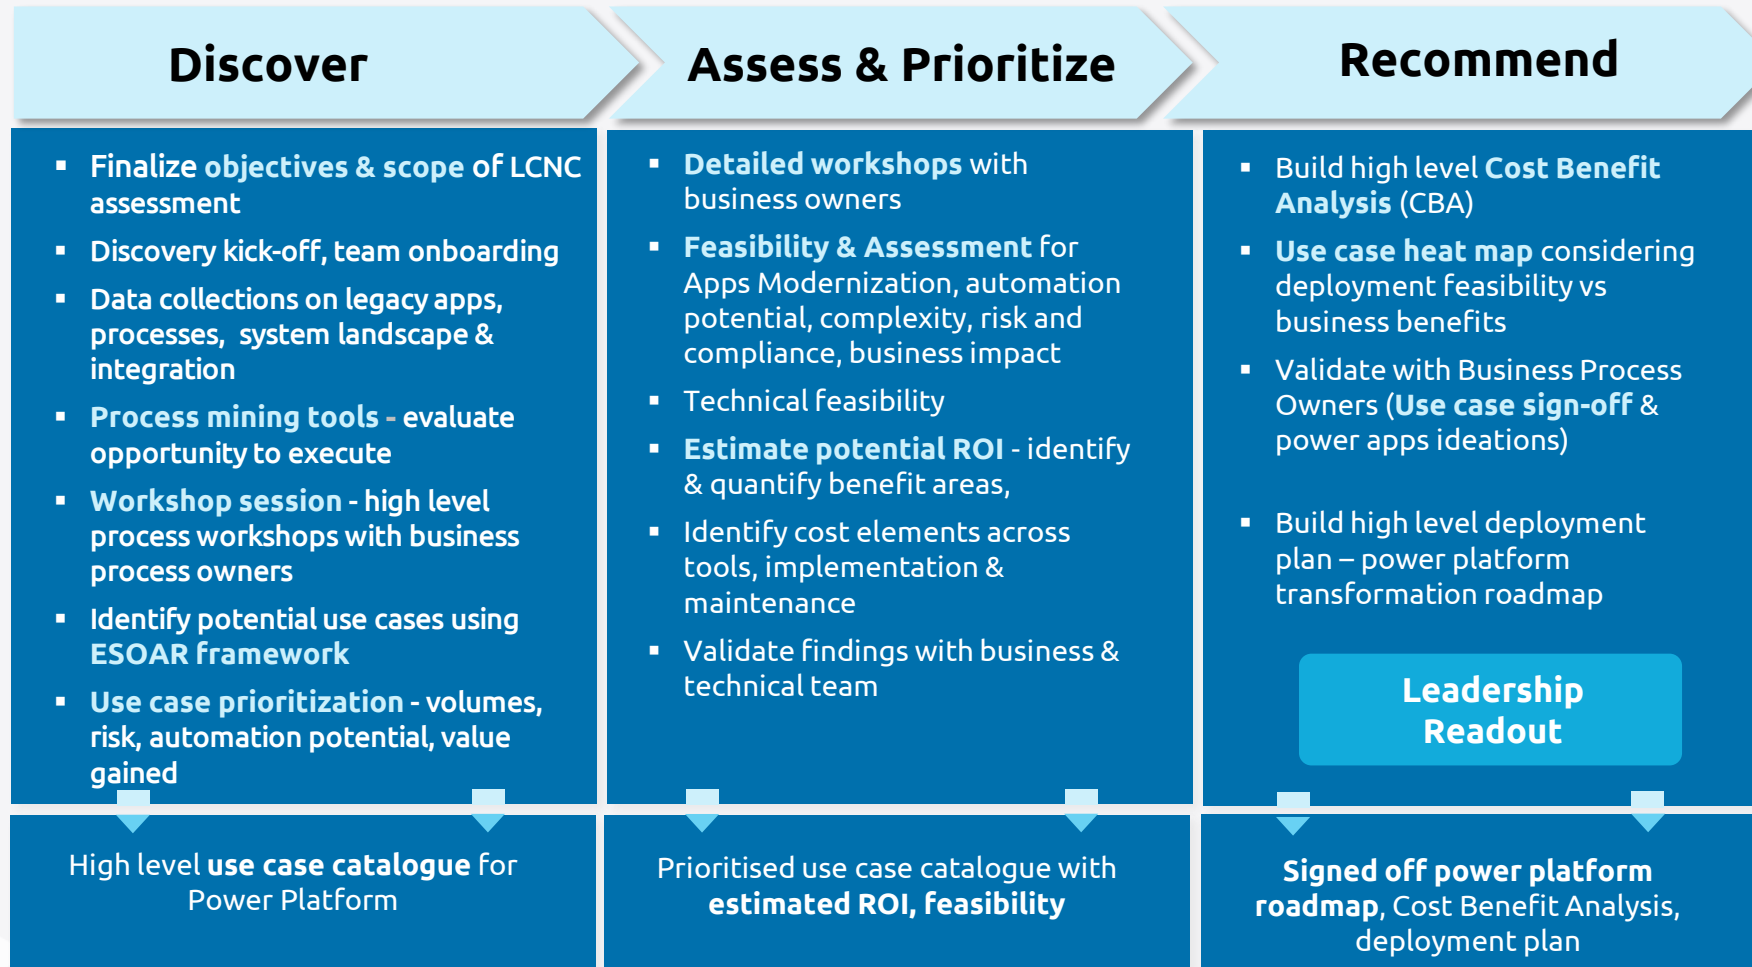 Discover
Assess & Prioritize
Recommend
▪ Finalize objectives & scope of LCNC
assessment
▪ Discovery kick-off, team onboarding
▪ Data collections on legacy apps,
processes, system landscape &
integration
▪ Process mining tools - evaluate
opportunity to execute
▪ Workshop session - high level
process workshops with business
process owners
▪ Identify potential use cases using
ESOAR framework
▪ Use case prioritization - volumes,
risk, automation potential, value
gained
▪ Detailed workshops with
business owners
▪ Feasibility & Assessment for
Apps Modernization, automation
potential, complexity, risk and
compliance, business impact
▪ Technical feasibility
▪ Estimate potential ROI - identify
& quantify benefit areas,
▪ Identify cost elements across
tools, implementation &
maintenance
▪ Validate findings with business &
technical team
▪ Build high level Cost Benefit
Analysis (CBA)
▪ Use case heat map considering
deployment feasibility vs
business benefits
▪ Validate with Business Process
Owners (Use case sign-off &
power apps ideations)
▪ Build high level deployment
plan – power platform
transformation roadmap
Leadership
Readout
High level use case catalogue for
Power Platform
Prioritised use case catalogue with
estimated ROI, feasibility
Signed off power platform
roadmap, Cost Benefit Analysis,
deployment plan